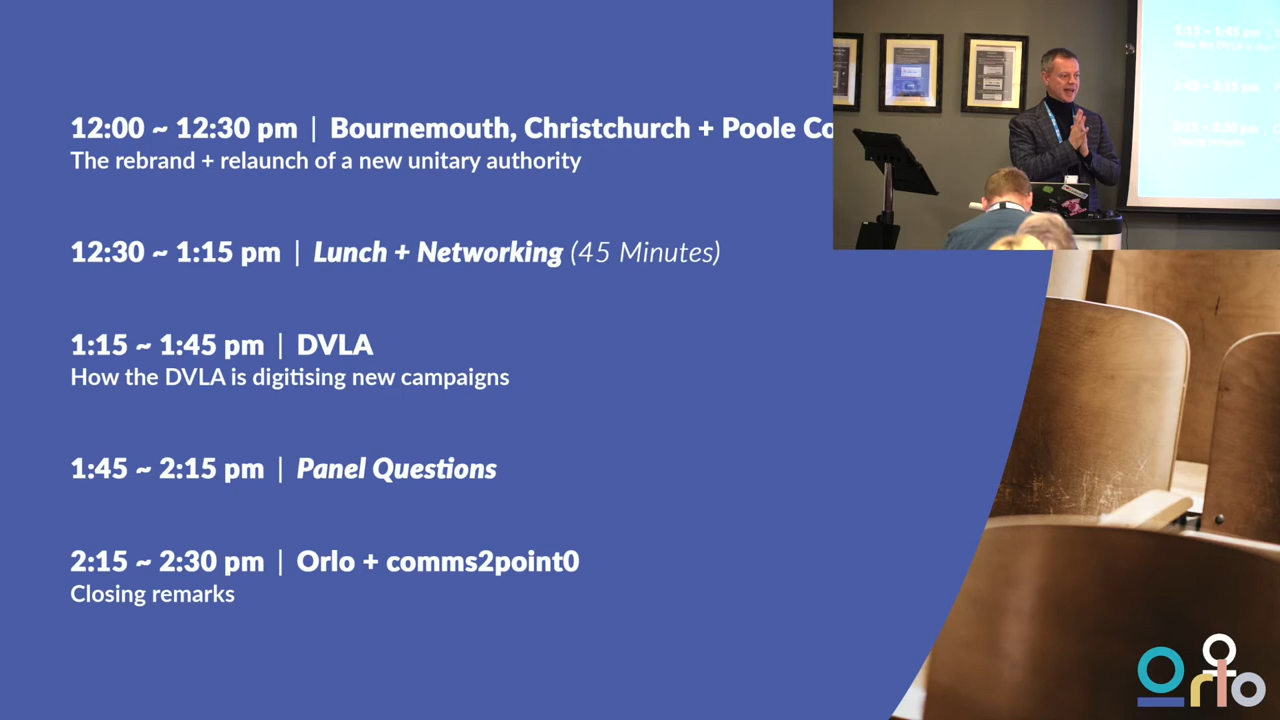 12:00 ~ 12:30 pm | Bournemouth, Christchurch + Poole Co
The rebrand + relaunch of a new unitary authority
12:30 ~ 1:15 pm | Lunch + Networking (45 Minutes)
1:15 ~ 1:45 pm | DVLA
How the DVLA is digitising new campaigns
1:45 ~ 2:15 pm | Panel Questions
2:15 ~ 2:30 pm | Orlo + comms2point0
Closing remarks
orlo